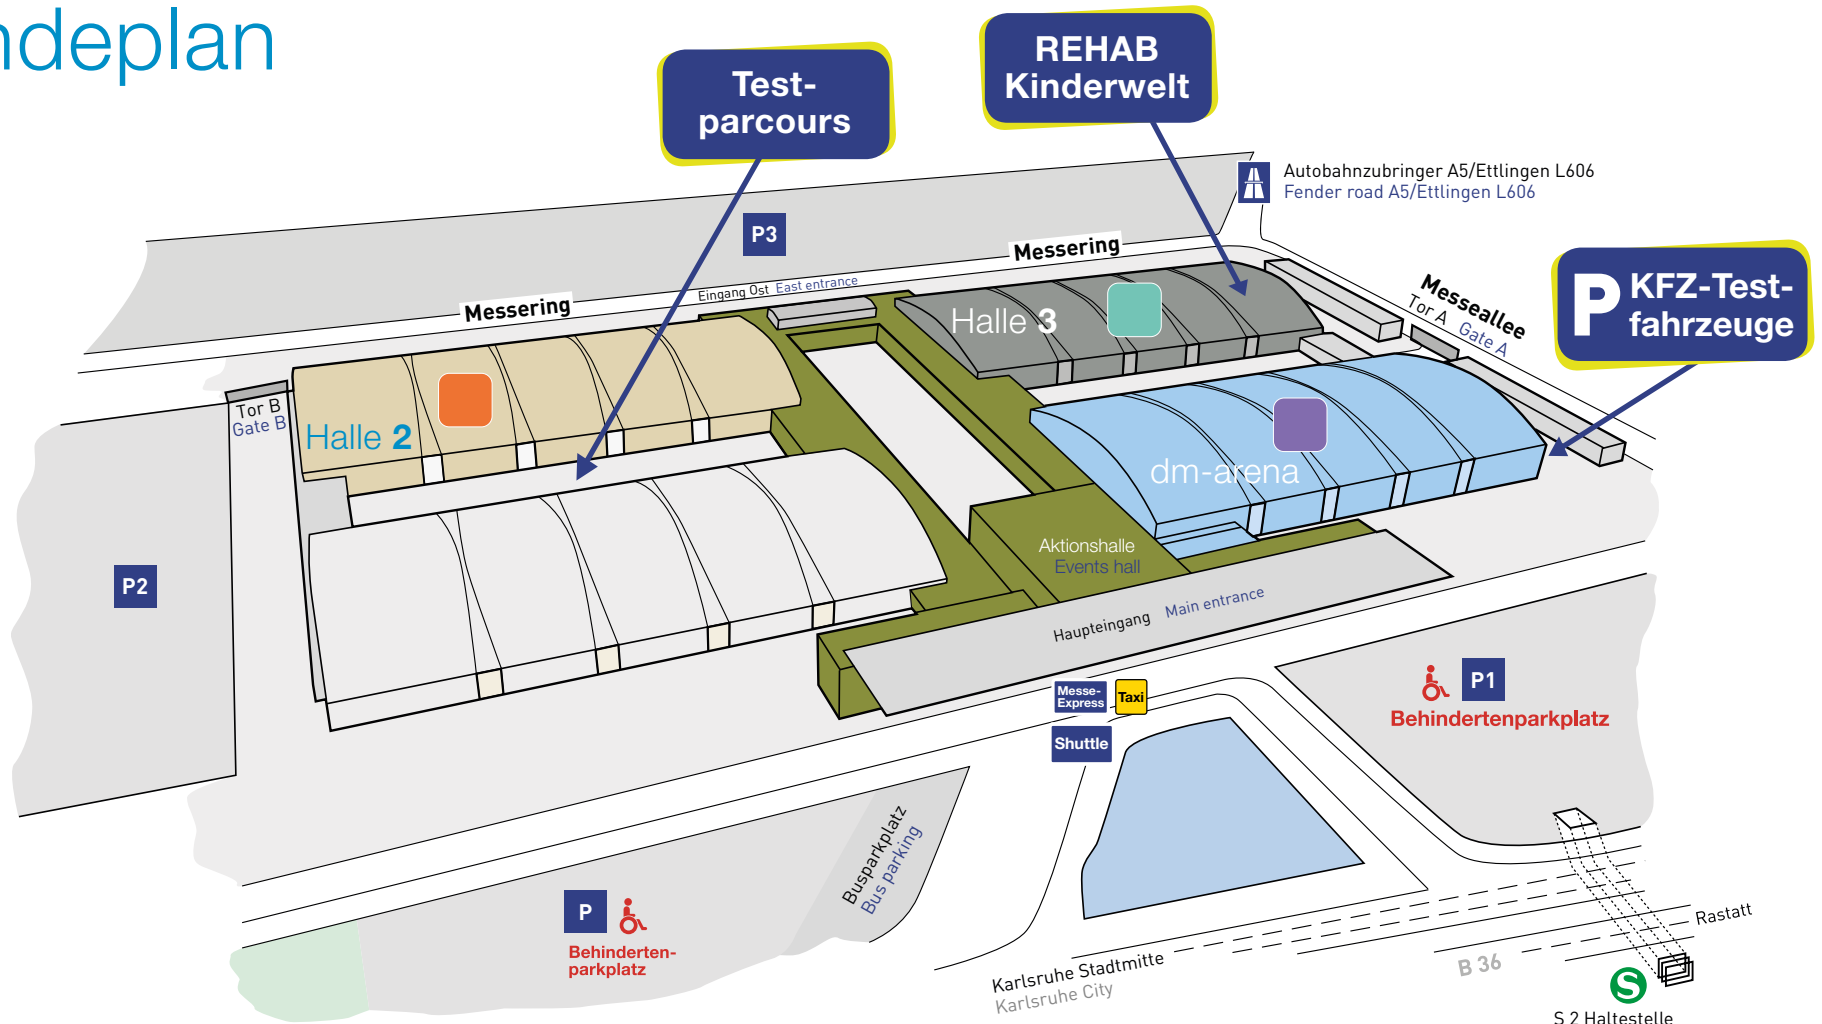 ndeplan
Test-
parcours
REHAB
Kinderwelt
Autobahnzubringer A5/Ettlingen L606
Fender road A5/Ettlingen L606
P3
Messering
Messering
Eingang Ost East entrance
Messeallee
Tor A Gate A
P KFZ-Test-
fahrzeuge
Halle 3
Tor B
Gate B
Halle 2
dm-arena
Aktionshalle
Events hall
P2
Haupteingang Main entrance
Messe-
Express
Taxi
Shuttle
P1
Behindertenparkplatz
Busparkplatz
Bus parking
P
Behinderten-
parkplatz
Karlsruhe Stadtmitte
Karlsruhe City
B 36
Rastatt
S
S 2 Haltestelle